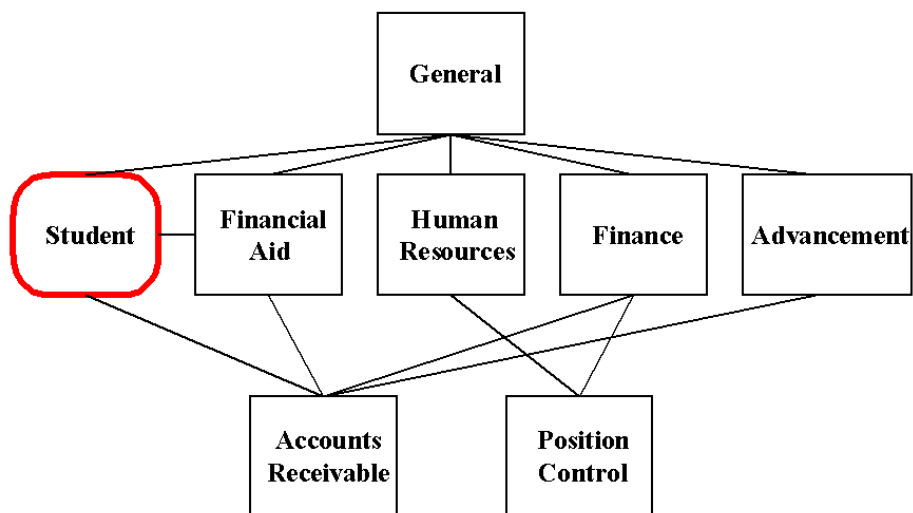 General
Student
Financial
Aid
Human
Resources
Finance
Advancement
Accounts
Receivable
Position
Control